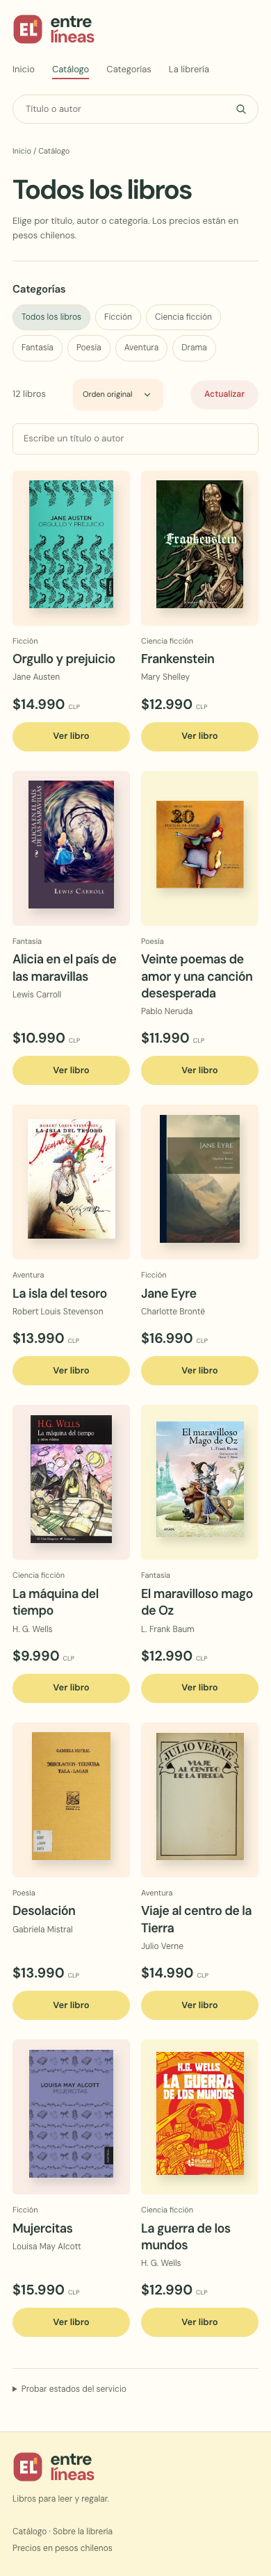 EL entre
líneas
Inicio Catálogo Categorías La librería
Título o autor
Inicio / Catálogo
Todos los libros
Elige por título, autor o categoría. Los precios están en
pesos chilenos.
Categorías
Todos los libros Ficción Ciencia ficción
Fantasía Poesía Aventura Drama
12 libros Orden original Actualizar
Escribe un título o autor
JANE AUSTEN
ORGULLO Y PREJUICIO
Frankenstein
Ficción
Orgullo y prejuicio
Jane Austen
$14.990 CLP
Ver libro
Ciencia ficción
Frankenstein
Mary Shelley
$12.990 CLP
Ver libro
ALICIA EN EL PAÍS
DE LAS MARAVILLAS
LEWIS CARROLL
20
Fantasía
Alicia en el país de
las maravillas
Lewis Carroll
$10.990 CLP
Ver libro
Poesía
Veinte poemas de
amor y una canción
desesperada
Pablo Neruda
$11.990 CLP
Ver libro
ROBERT LOUIS STEVENSON
LA ISLA DEL TESORO
JANE EYRE
Aventura
La isla del tesoro
Robert Louis Stevenson
$13.990 CLP
Ver libro
Ficción
Jane Eyre
Charlotte Brontë
$16.990 CLP
Ver libro
H.G. WELLS
La máquina del tiempo
y otros relatos
El maravilloso
Mago de Oz
L. Frank Baum
ANAYA
Ciencia ficción
La máquina del
tiempo
H. G. Wells
$9.990 CLP
Ver libro
Fantasía
El maravilloso mago
de Oz
L. Frank Baum
$12.990 CLP
Ver libro
GABRIELA MISTRAL
DESOLACION - TERNURA
TALA - LAGAR
JULIO VERNE
VIAJE
AL CENTRO
DE LA TIERRA
Poesía
Desolación
Gabriela Mistral
$13.990 CLP
Ver libro
Aventura
Viaje al centro de la
Tierra
Julio Verne
$14.990 CLP
Ver libro
LOUISA MAY ALCOTT
MUJERCITAS
H.G. WELLS
LA GUERRA
DE LOS MUNDOS
Ficción
Mujercitas
Louisa May Alcott
$15.990 CLP
Ver libro
Ciencia ficción
La guerra de los
mundos
H. G. Wells
$12.990 CLP
Ver libro
Probar estados del servicio
EL entre
líneas
Libros para leer y regalar.
Catálogo · Sobre la librería
Precios en pesos chilenos